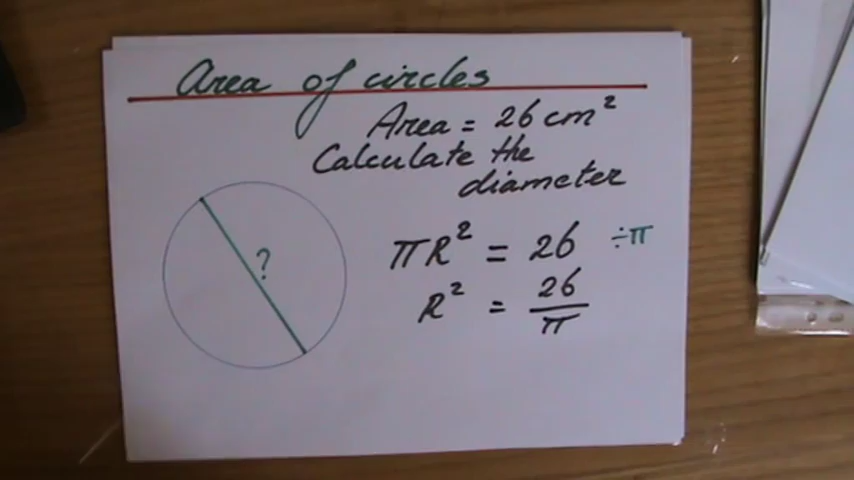 Area of circles
Area = 26 cm²
Calculate the
diameter
?
πR² = 26 ÷π
R² = 26/π